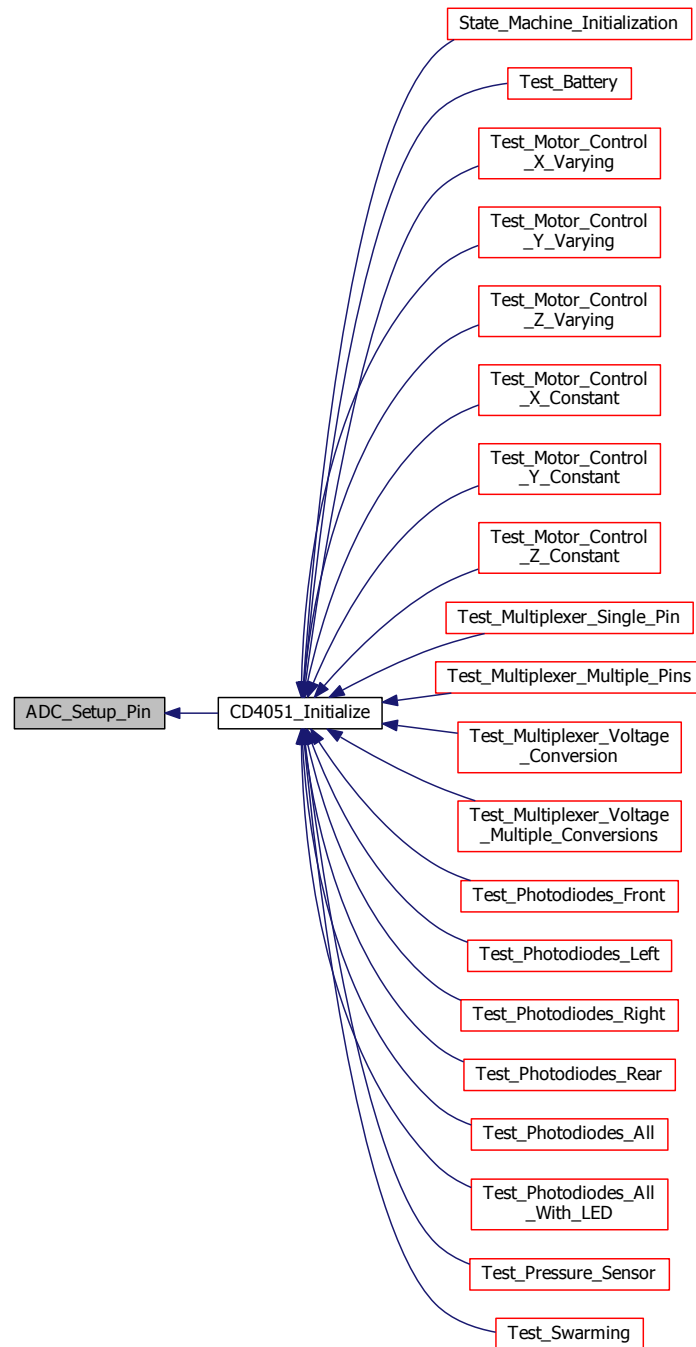 State_Machine_Initialization
Test_Battery
Test_Motor_Control
_X_Varying
Test_Motor_Control
_Y_Varying
Test_Motor_Control
_Z_Varying
Test_Motor_Control
_X_Constant
Test_Motor_Control
_Y_Constant
Test_Motor_Control
_Z_Constant
Test_Multiplexer_Single_Pin
Test_Multiplexer_Multiple_Pins
ADC_Setup_Pin
CD4051_Initialize
Test_Multiplexer_Voltage
_Conversion
Test_Multiplexer_Voltage
_Multiple_Conversions
Test_Photodiodes_Front
Test_Photodiodes_Left
Test_Photodiodes_Right
Test_Photodiodes_Rear
Test_Photodiodes_All
Test_Photodiodes_All
_With_LED
Test_Pressure_Sensor
Test_Swarming